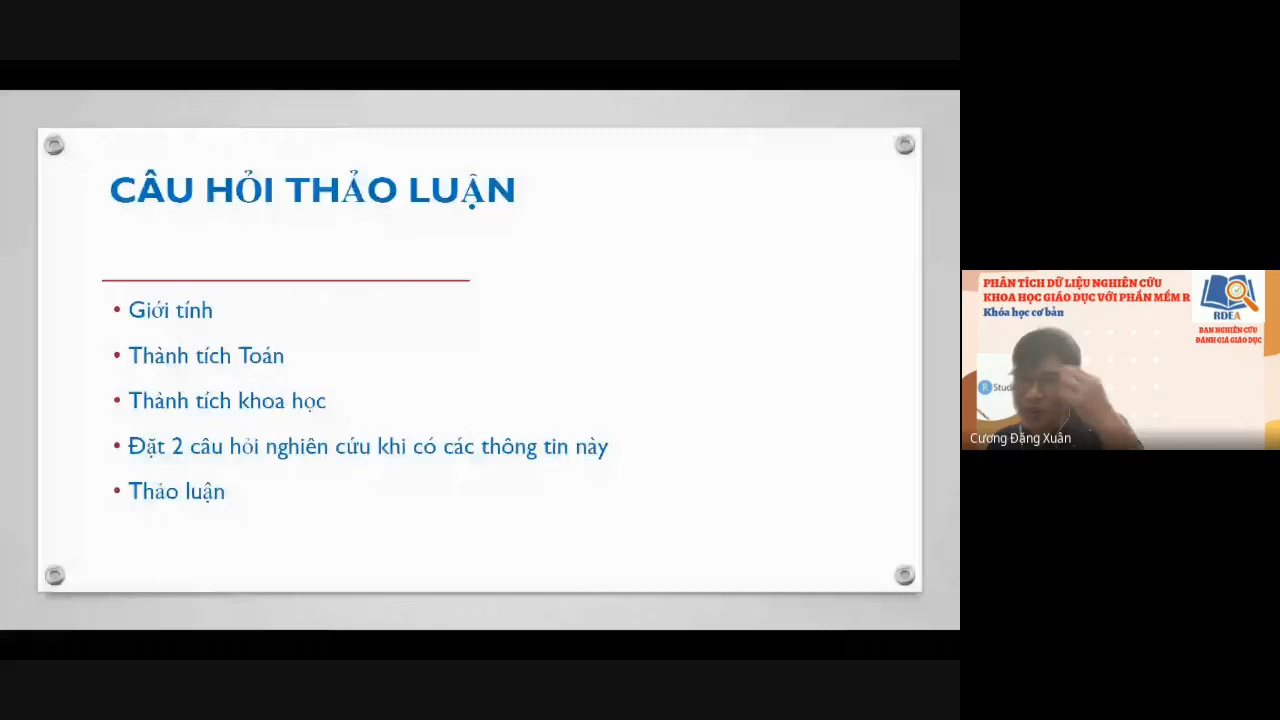 CÂU HỎI THẢO LUẬN
• Giới tính
• Thành tích Toán
• Thành tích khoa học
• Đặt 2 câu hỏi nghiên cứu khi có các thông tin này
• Thảo luận
PHÂN TÍCH DỮ LIỆU NGHIÊN CỨU
KHOA HỌC GIÁO DỤC VỚI PHẦN MỀM R
Khóa học cơ bản
RDEA
BAN NGHIÊN CỨU
ĐÁNH GIÁ GIÁO DỤC
R Studi
Cương Đặng Xuân